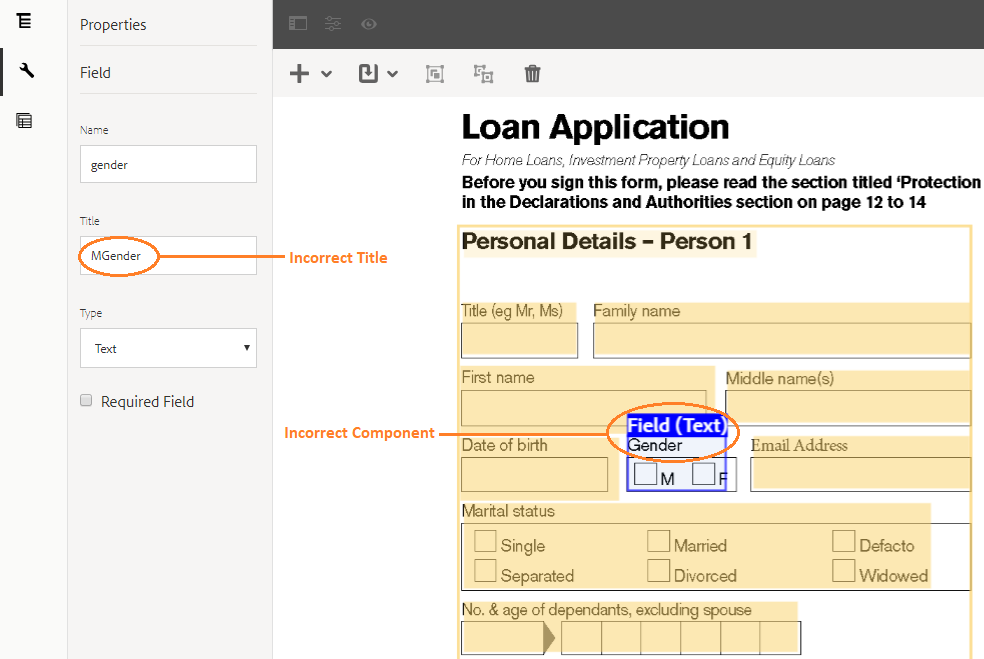 Properties
Field
Name
gender
Title
MGender
Type
Text
Required Field
Incorrect Title
Incorrect Component
Loan Application
For Home Loans, Investment Property Loans and Equity Loans
Before you sign this form, please read the section titled ‘Protection
in the Declarations and Authorities section on page 12 to 14
Personal Details – Person 1
Title (eg Mr, Ms) Family name
First name Middle name(s)
Field (Text)
Date of birth Gender Email Address
M F
Marital status
Single Married Defacto
Separated Divorced Widowed
No. & age of dependants, excluding spouse